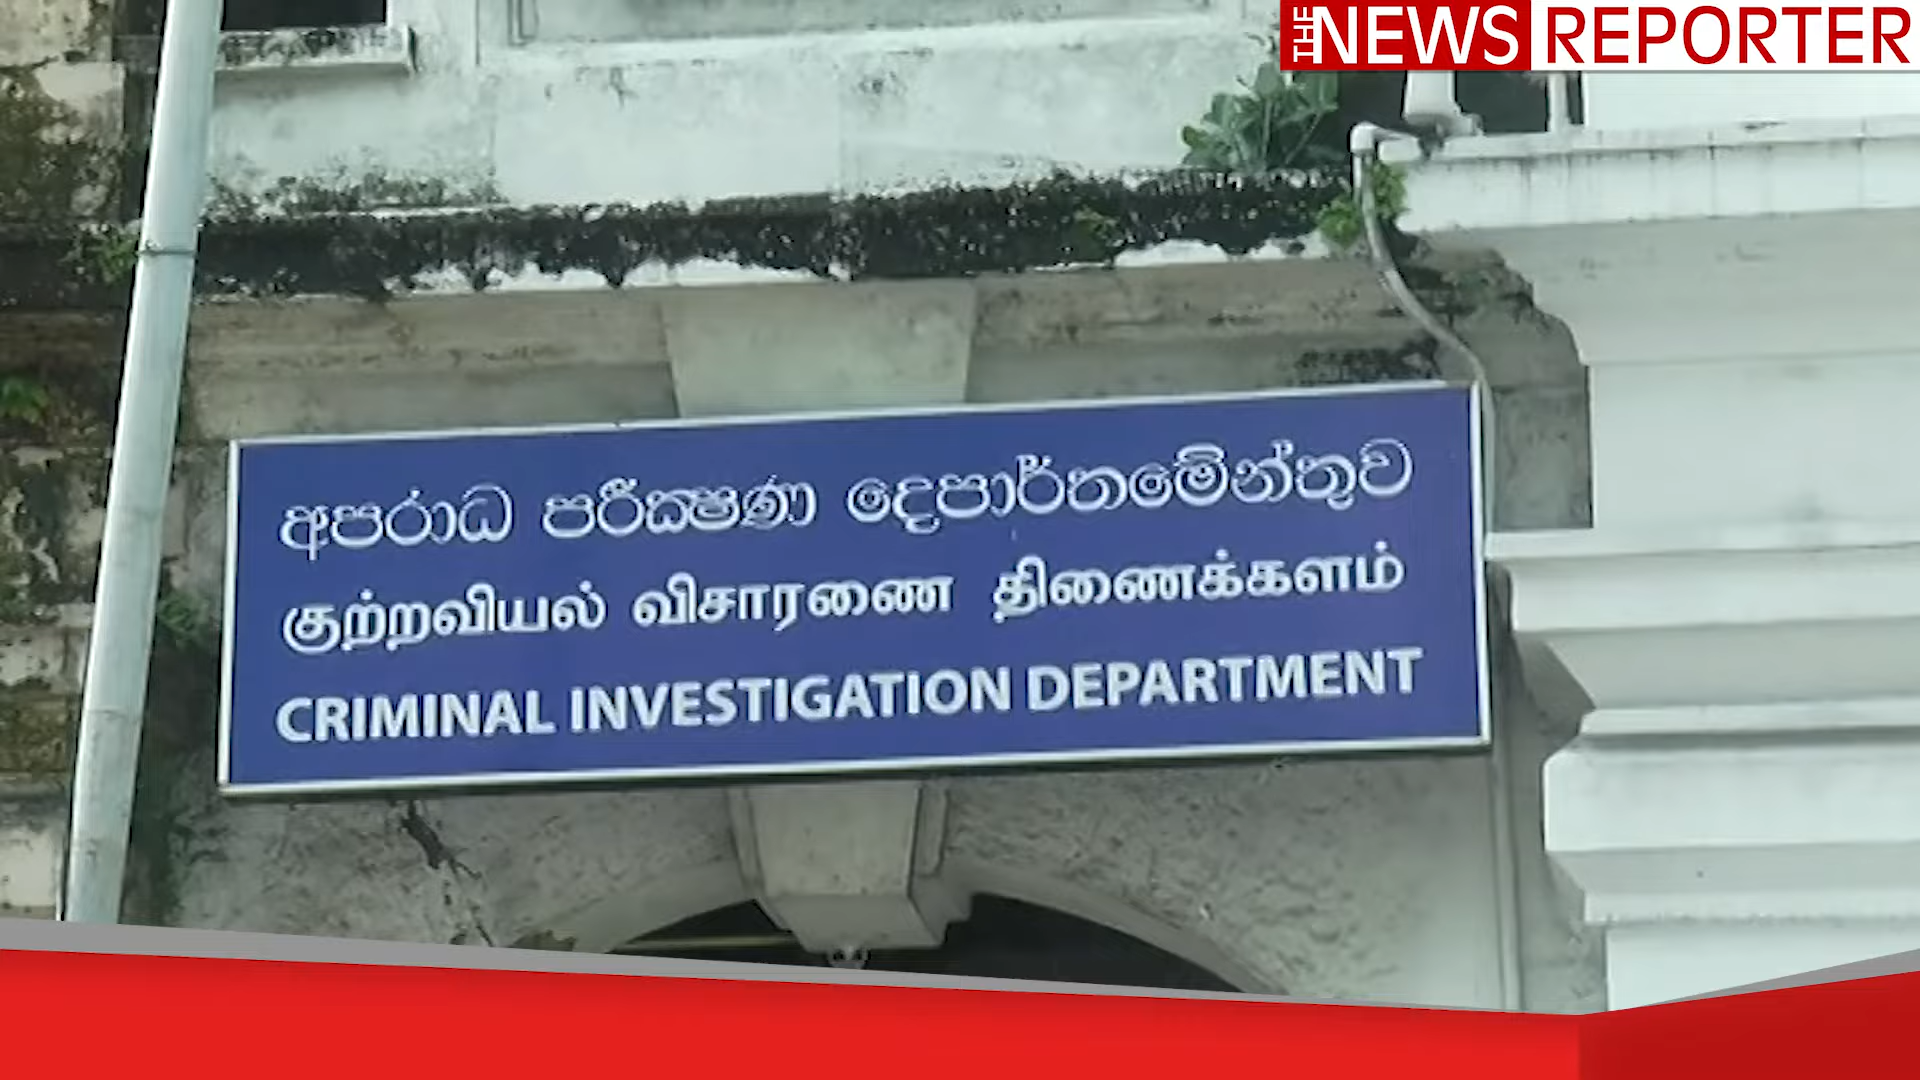 THE NEWS REPORTER
අපරාධ පරීක්ෂණ දෙපාර්තමේන්තුව
குற்றவியல் விசாரணை திணைக்களம்
CRIMINAL INVESTIGATION DEPARTMENT